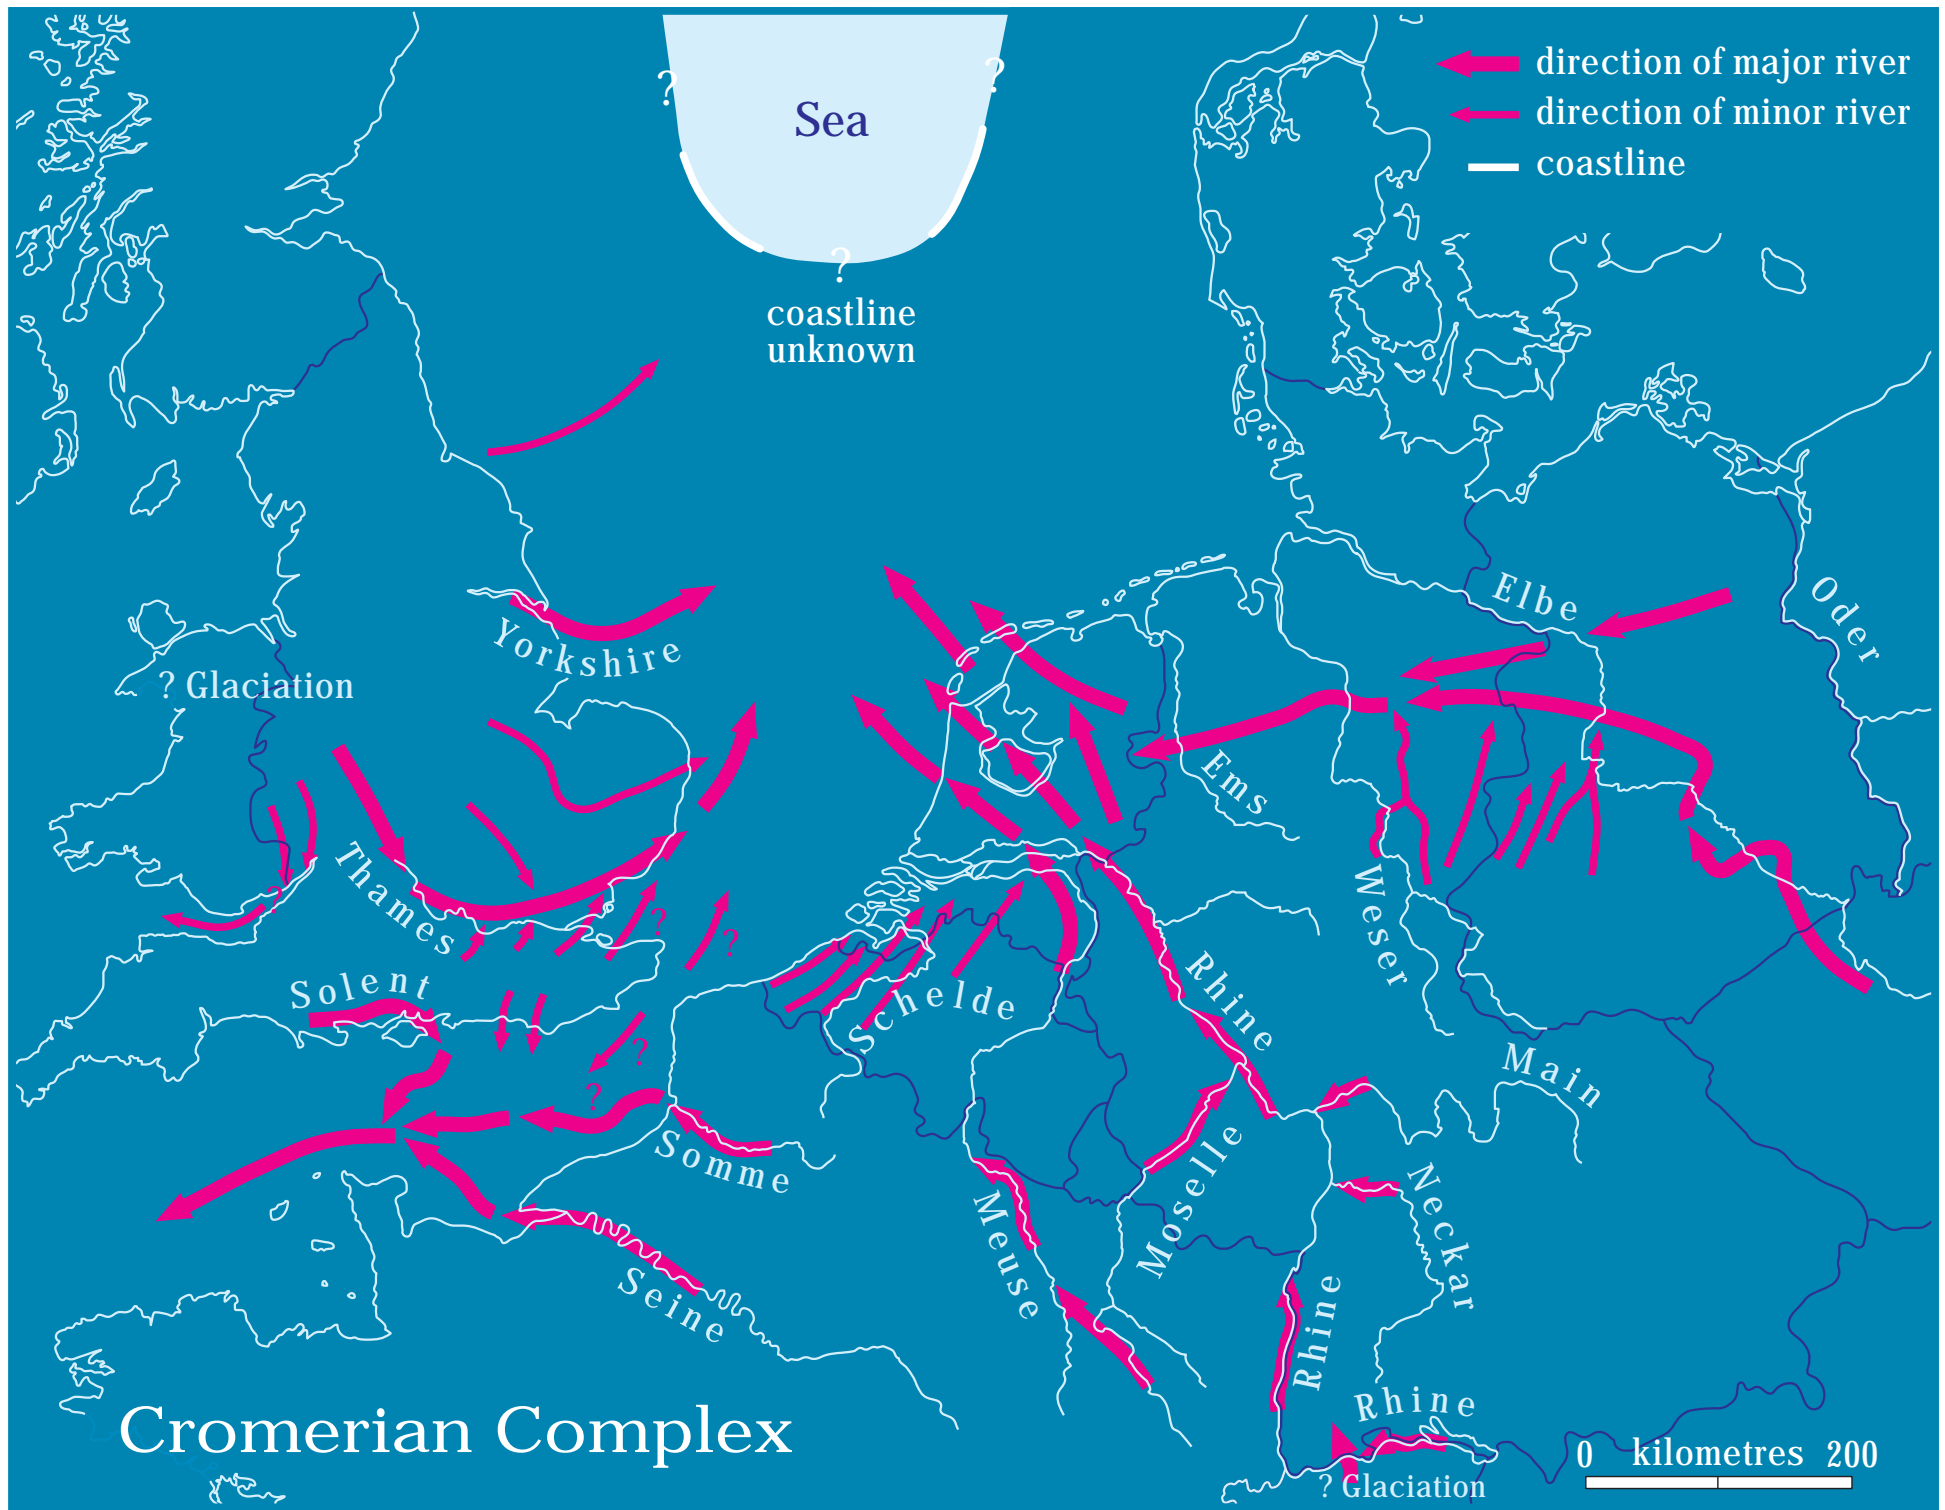 direction of major river
direction of minor river
coastline
?
?
Sea
?
coastline
unknown
Yorkshire
? Glaciation
Elbe
Oder
Ems
Thames
Weser
?
?
?
Solent
Schelde
Rhine
?
?
Main
Somme
Moselle
Neckar
Meuse
Seine
Rhine
Rhine
Cromerian Complex
0 kilometres 200
? Glaciation